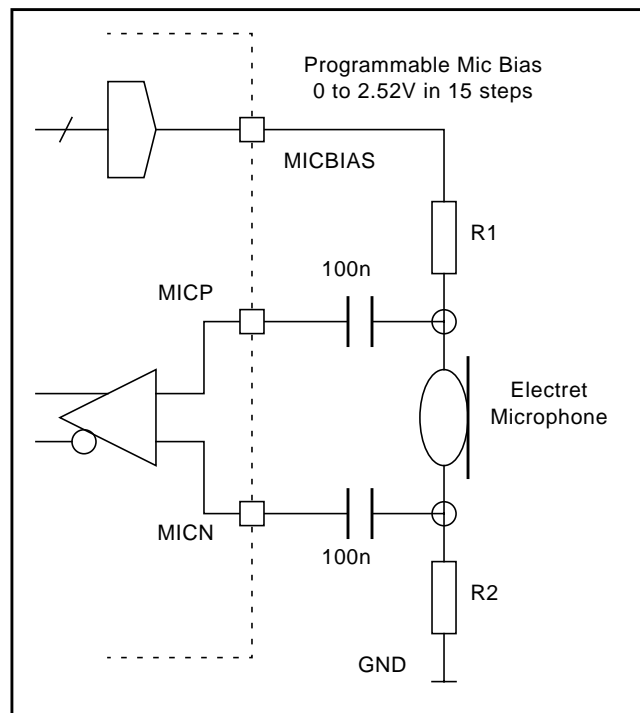 Programmable Mic Bias
0 to 2.52V in 15 steps
MICBIAS
R1
100n
MICP
Electret
Microphone
MICN
100n
R2
GND